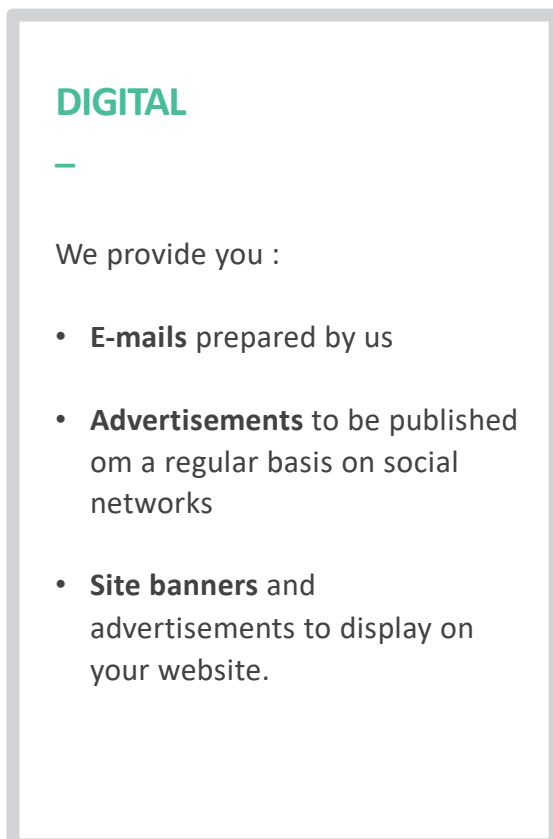 DIGITAL
–
We provide you :
• E-mails prepared by us
• Advertisements to be published
om a regular basis on social
networks
• Site banners and
advertisements to display on
your website.